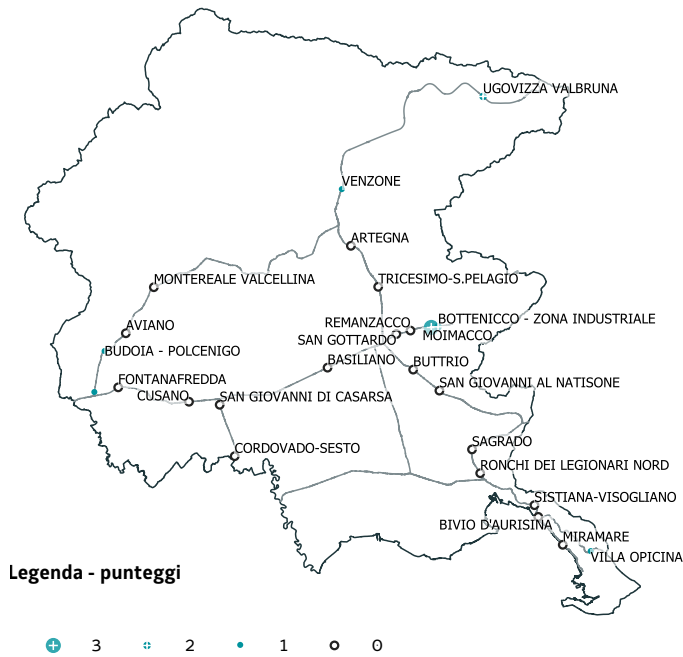 UGOVIZZA VALBRUNA
VENZONE
ARTEGNA
MONTEREALE VALCELLINA
TRICESIMO-S.PELAGIO
REMANZACCO
BOTTENICCO - ZONA INDUSTRIALE
AVIANO
SAN GOTTARDO
MOIMACCO
BUDOIA - POLCENIGO
BASILIANO
BUTTRIO
FONTANAFREDDA
SAN GIOVANNI AL NATISONE
CUSANO
SAN GIOVANNI DI CASARSA
SAGRADO
CORDOVADO-SESTO
RONCHI DEI LEGIONARI NORD
SISTIANA-VISOGLIANO
BIVIO D'AURISINA
MIRAMARE
VILLA OPICINA
Legenda - punteggi
3 2 1 0